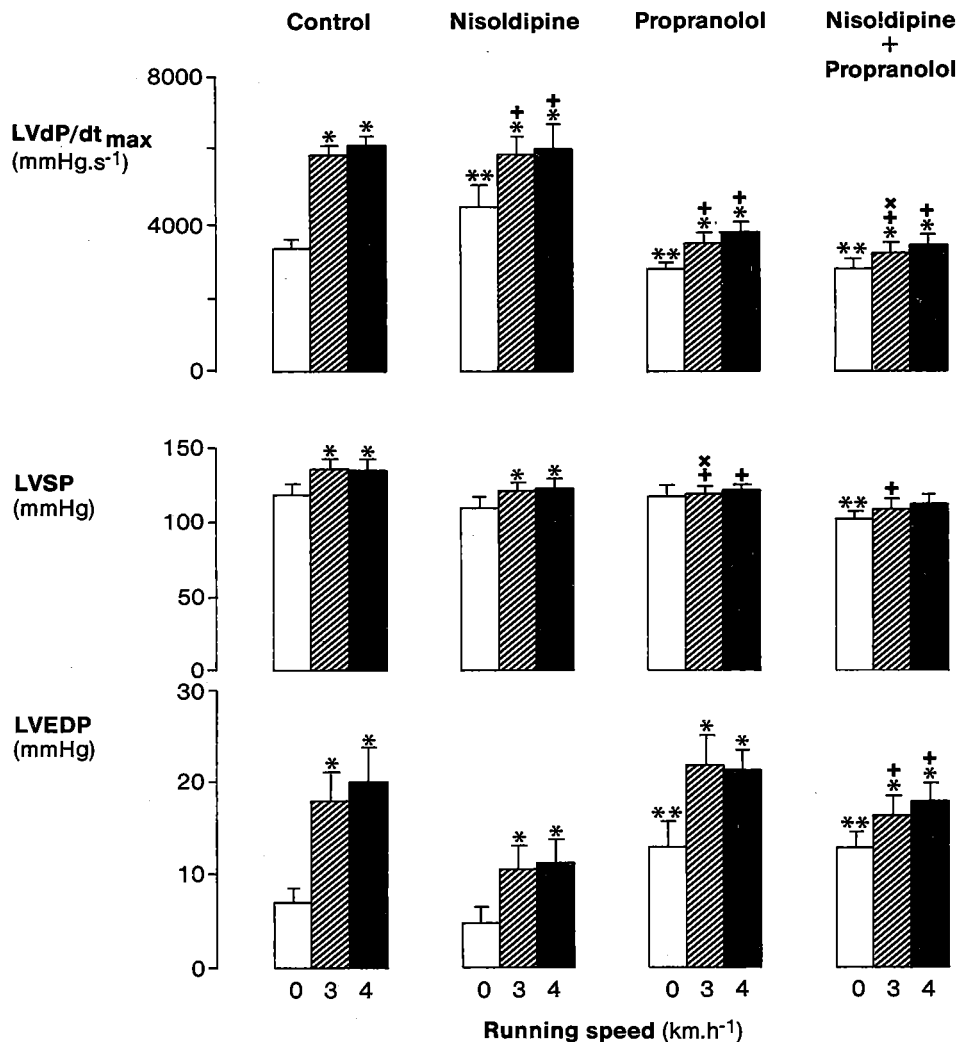 Control Nisoldipine Propranolol Nisoldipine
+
Propranolol
LVdP/dt max
(mmHg.s-1)
8000
4000
0
* *
** +* +*
** +* +*
** x+* +*
LVSP
(mmHg)
150
100
50
0
* *
* *
x+ +
** +
LVEDP
(mmHg)
30
20
10
0
* *
* *
** * *
** +* +*
0 3 4 0 3 4 0 3 4 0 3 4
Running speed (km.h-1)